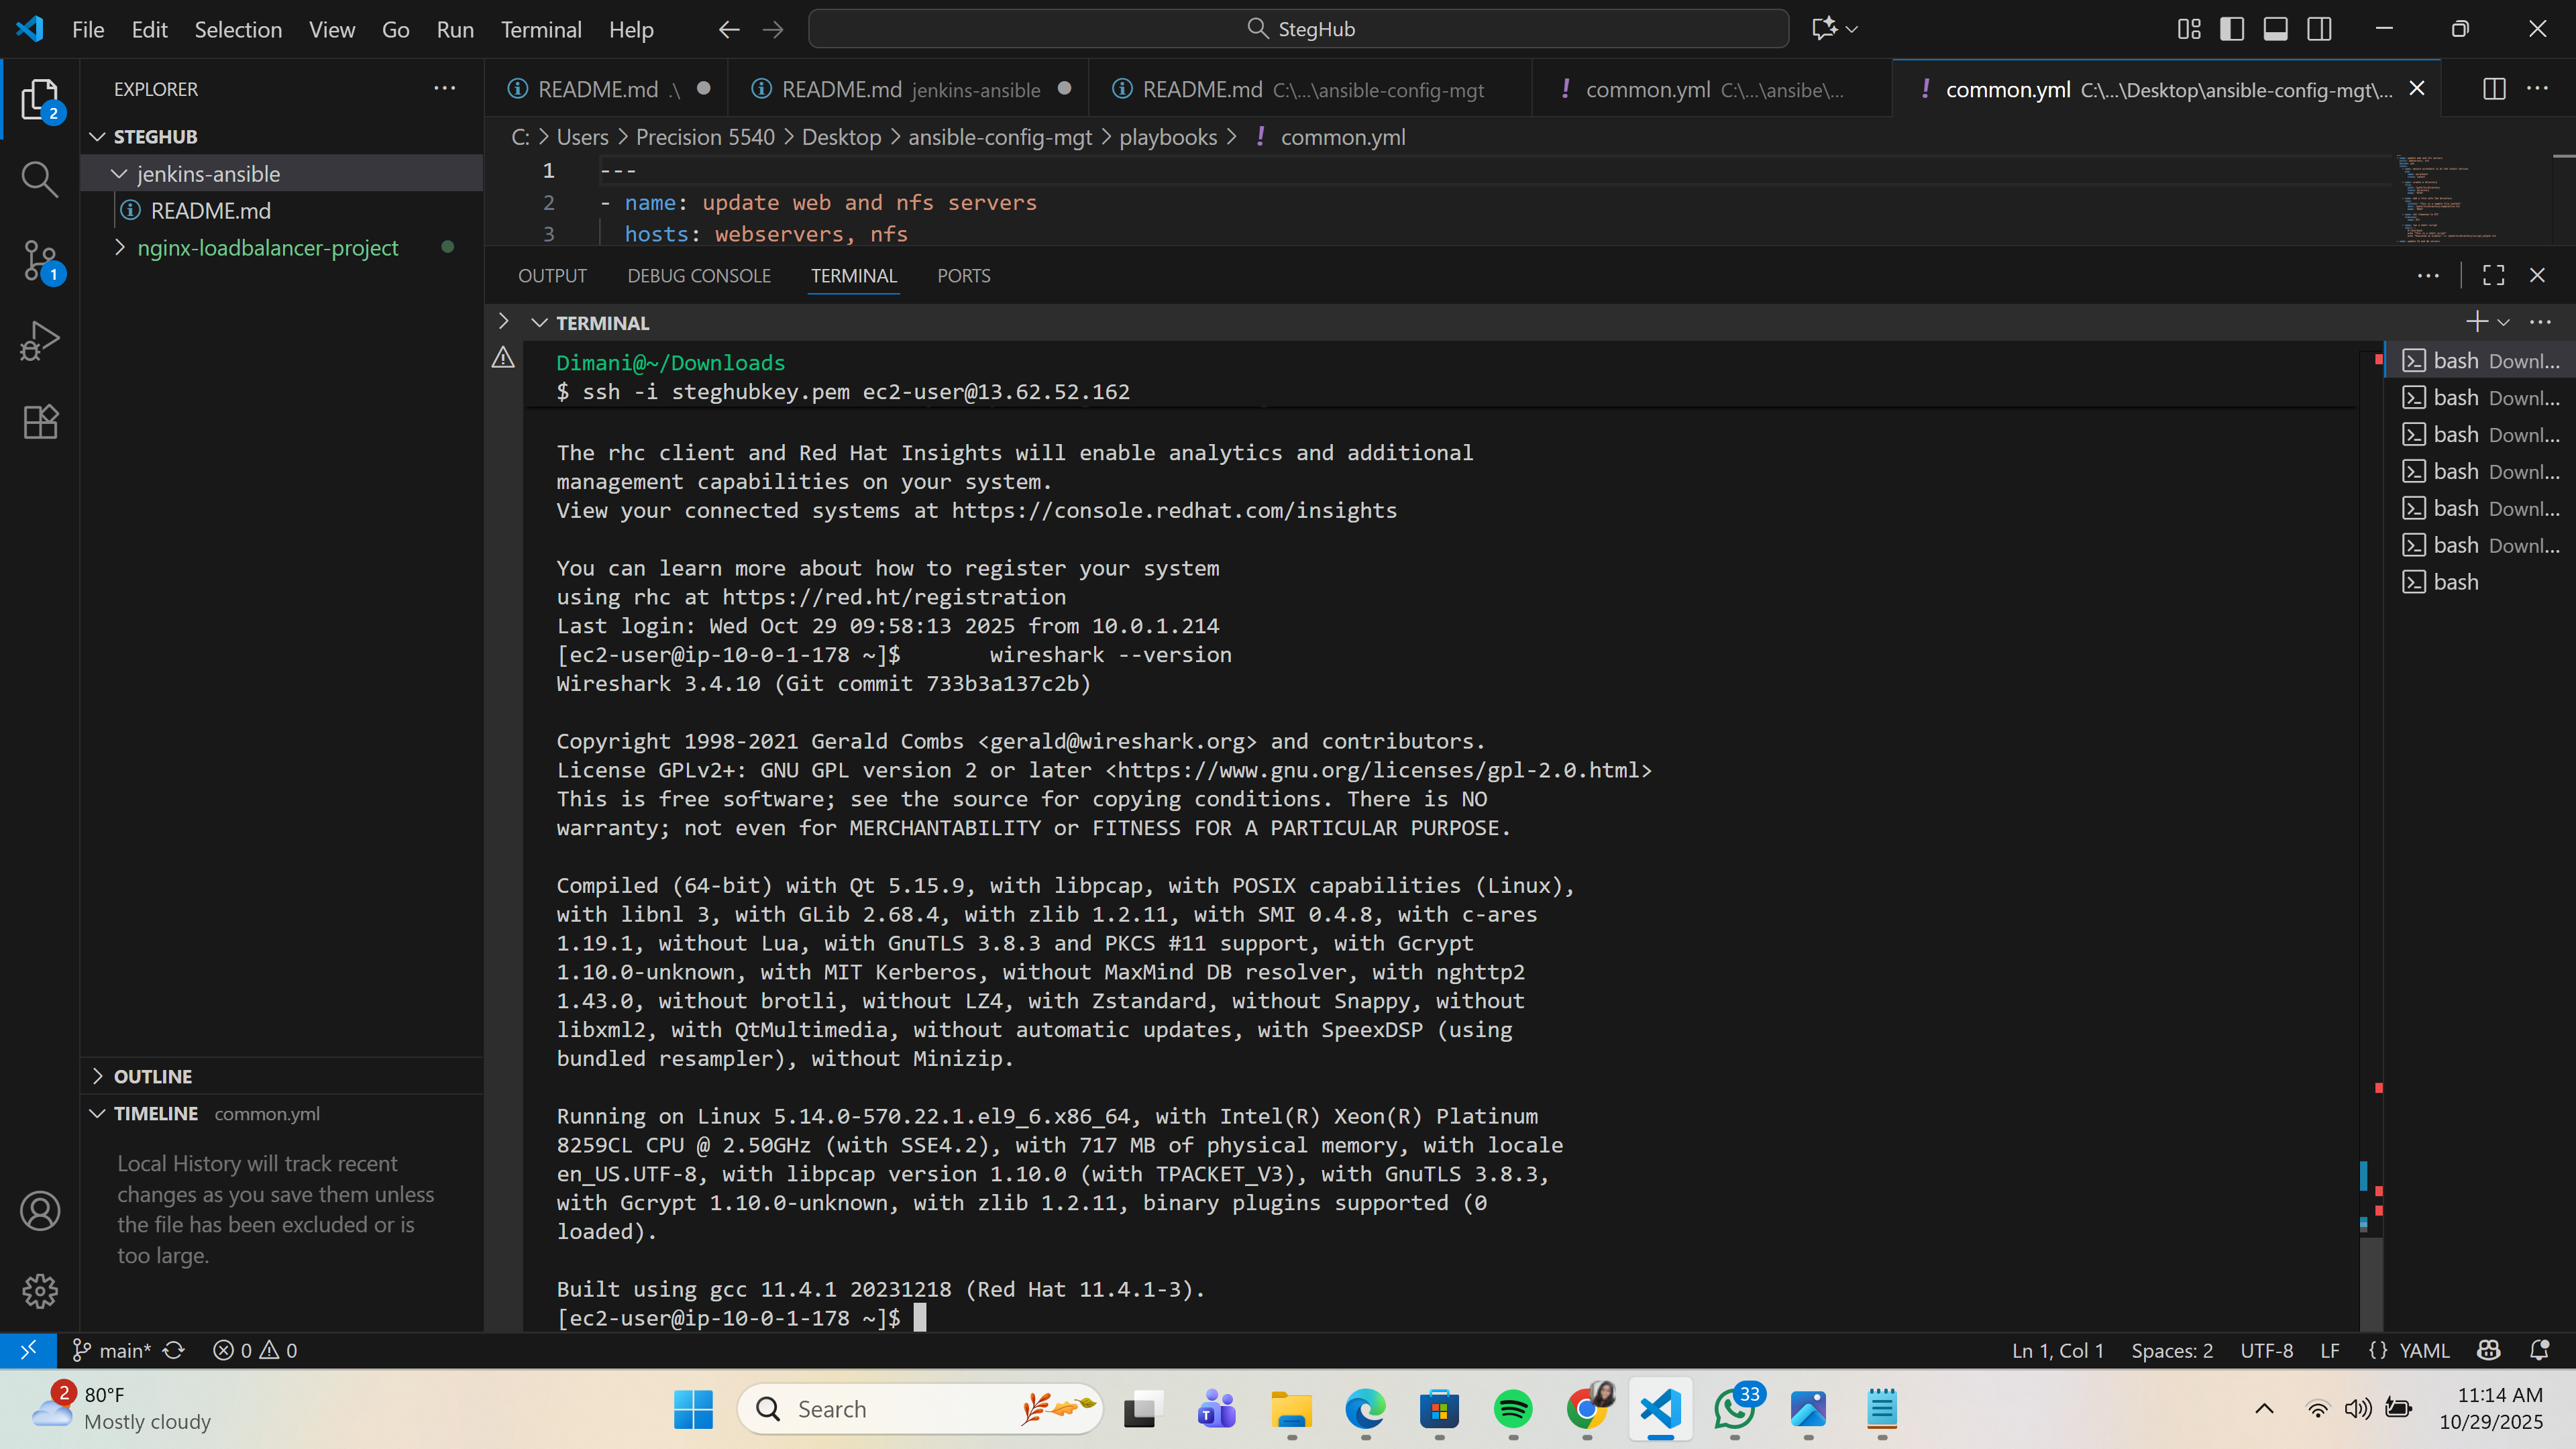 File Edit Selection View Go Run Terminal Help
StegHub
EXPLORER
2
STEGHUB
jenkins-ansible
README.md
nginx-loadbalancer-project
1
OUTLINE
TIMELINE common.yml
Local History will track recent
changes as you save them unless
the file has been excluded or is
too large.
README.md .\
README.md jenkins-ansible
README.md C:\...\ansible-config-mgt
! common.yml C:\...\ansibe\...
! common.yml C:\...\Desktop\ansible-config-mgt\...
C: > Users > Precision 5540 > Desktop > ansible-config-mgt > playbooks > ! common.yml
1 ---
2 - name: update web and nfs servers
3 hosts: webservers, nfs
OUTPUT DEBUG CONSOLE TERMINAL PORTS
TERMINAL
Dimani@~/Downloads
$ ssh -i steghubkey.pem ec2-user@13.62.52.162
The rhc client and Red Hat Insights will enable analytics and additional
management capabilities on your system.
View your connected systems at https://console.redhat.com/insights
You can learn more about how to register your system
using rhc at https://red.ht/registration
Last login: Wed Oct 29 09:58:13 2025 from 10.0.1.214
[ec2-user@ip-10-0-1-178 ~]$       wireshark --version
Wireshark 3.4.10 (Git commit 733b3a137c2b)
Copyright 1998-2021 Gerald Combs <gerald@wireshark.org> and contributors.
License GPLv2+: GNU GPL version 2 or later <https://www.gnu.org/licenses/gpl-2.0.html>
This is free software; see the source for copying conditions. There is NO
warranty; not even for MERCHANTABILITY or FITNESS FOR A PARTICULAR PURPOSE.
Compiled (64-bit) with Qt 5.15.9, with libpcap, with POSIX capabilities (Linux),
with libnl 3, with GLib 2.68.4, with zlib 1.2.11, with SMI 0.4.8, with c-ares
1.19.1, without Lua, with GnuTLS 3.8.3 and PKCS #11 support, with Gcrypt
1.10.0-unknown, with MIT Kerberos, without MaxMind DB resolver, with nghttp2
1.43.0, without brotli, without LZ4, with Zstandard, without Snappy, without
libxml2, with QtMultimedia, without automatic updates, with SpeexDSP (using
bundled resampler), without Minizip.
Running on Linux 5.14.0-570.22.1.el9_6.x86_64, with Intel(R) Xeon(R) Platinum
8259CL CPU @ 2.50GHz (with SSE4.2), with 717 MB of physical memory, with locale
en_US.UTF-8, with libpcap version 1.10.0 (with TPACKET_V3), with GnuTLS 3.8.3,
with Gcrypt 1.10.0-unknown, with zlib 1.2.11, binary plugins supported (0
loaded).
Built using gcc 11.4.1 20231218 (Red Hat 11.4.1-3).
[ec2-user@ip-10-0-1-178 ~]$
bash Downl...
bash Downl...
bash Downl...
bash Downl...
bash Downl...
bash Downl...
bash
main* 0 0
Ln 1, Col 1 Spaces: 2 UTF-8 LF {} YAML
2
80°F
Mostly cloudy
Search
33
11:14 AM
10/29/2025